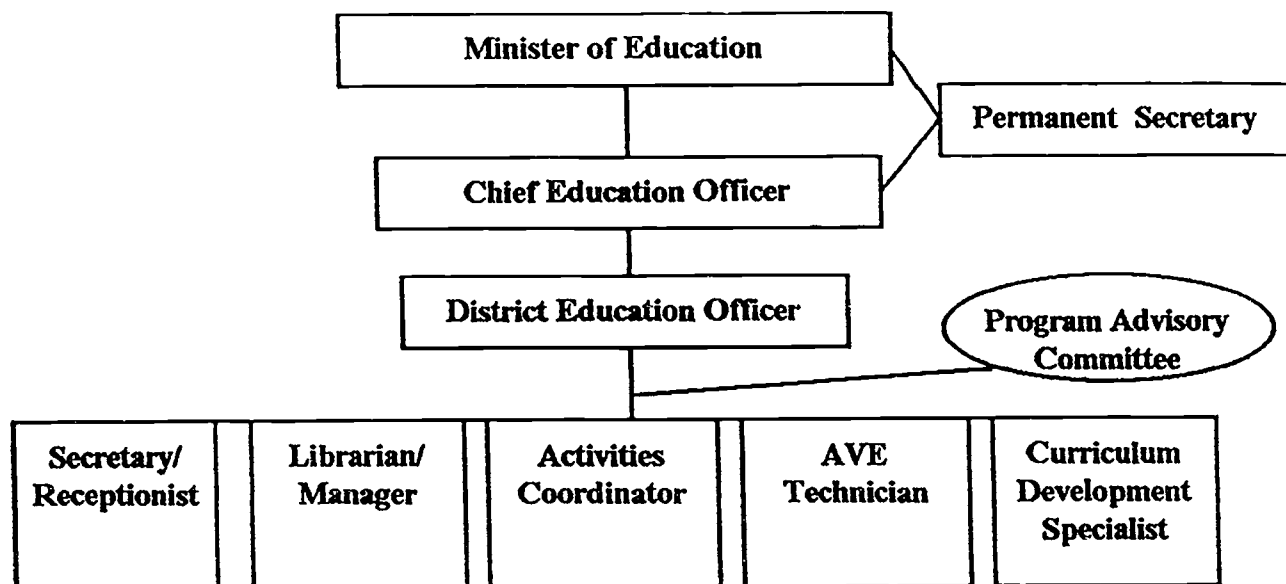 Minister of Education
Permanent Secretary
Chief Education Officer
District Education Officer
Program Advisory
Committee
Secretary/
Receptionist
Librarian/
Manager
Activities
Coordinator
AVE
Technician
Curriculum
Development
Specialist